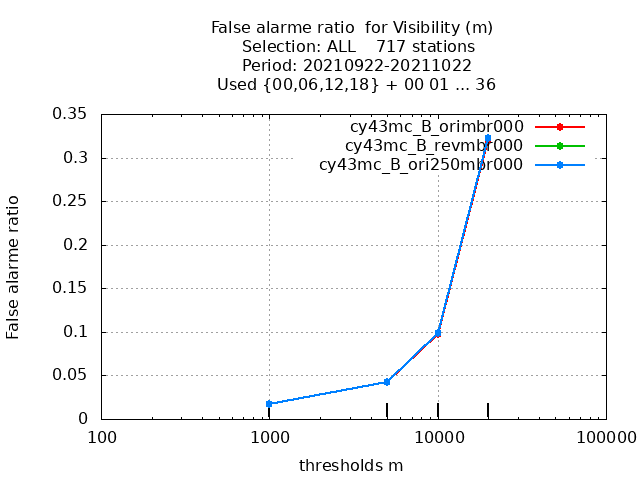 False alarme ratio  for Visibility (m)
Selection: ALL    717 stations
Period: 20210922-20211022
Used {00,06,12,18} + 00 01 ... 36
cy43mc_B_orimbr000
cy43mc_B_revmbr000
cy43mc_B_ori250mbr000
False alarme ratio
0.35
0.3
0.25
0.2
0.15
0.1
0.05
0
100
1000
10000
100000
thresholds m